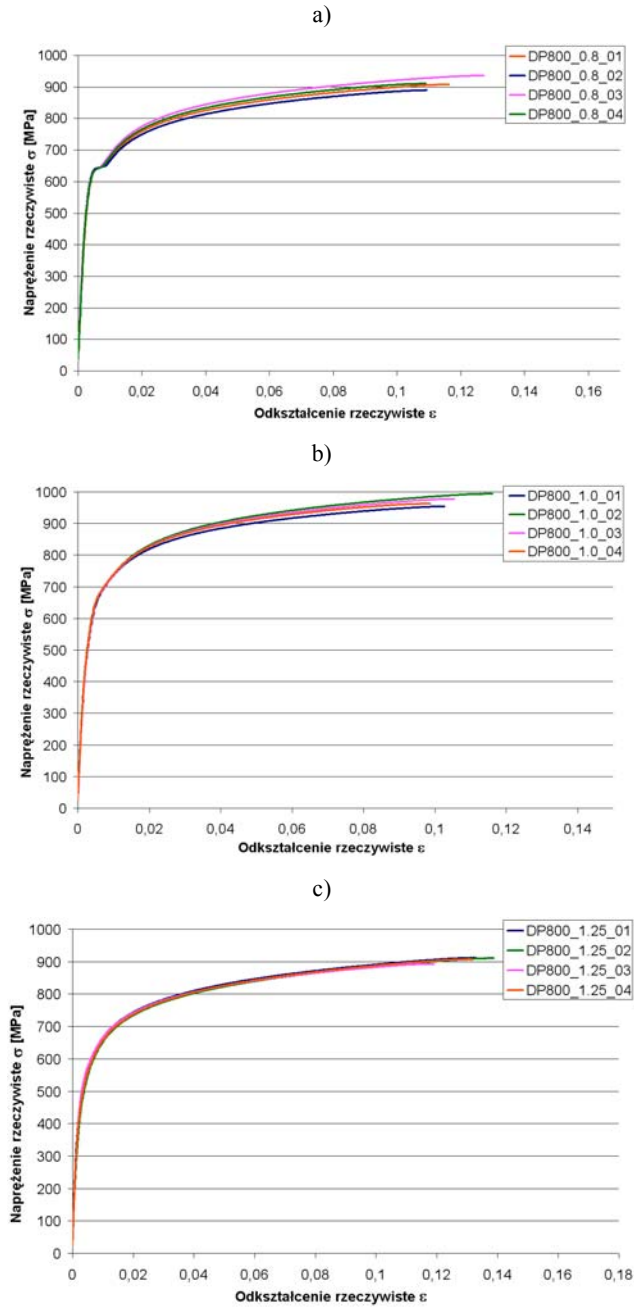 a)
DP800_0.8_01
DP800_0.8_02
DP800_0.8_03
DP800_0.8_04
Naprężenie rzeczywiste σ [MPa]
1000
900
800
700
600
500
400
300
200
100
0
0 0,02 0,04 0,06 0,08 0,1 0,12 0,14 0,16
Odkształcenie rzeczywiste ε
b)
DP800_1.0_01
DP800_1.0_02
DP800_1.0_03
DP800_1.0_04
Naprężenie rzeczywiste σ [MPa]
1000
900
800
700
600
500
400
300
200
100
0
0 0,02 0,04 0,06 0,08 0,1 0,12 0,14
Odkształcenie rzeczywiste ε
c)
DP800_1.25_01
DP800_1.25_02
DP800_1.25_03
DP800_1.25_04
Naprężenie rzeczywiste σ [MPa]
1000
900
800
700
600
500
400
300
200
100
0
0 0,02 0,04 0,06 0,08 0,1 0,12 0,14 0,16 0,18
Odkształcenie rzeczywiste ε